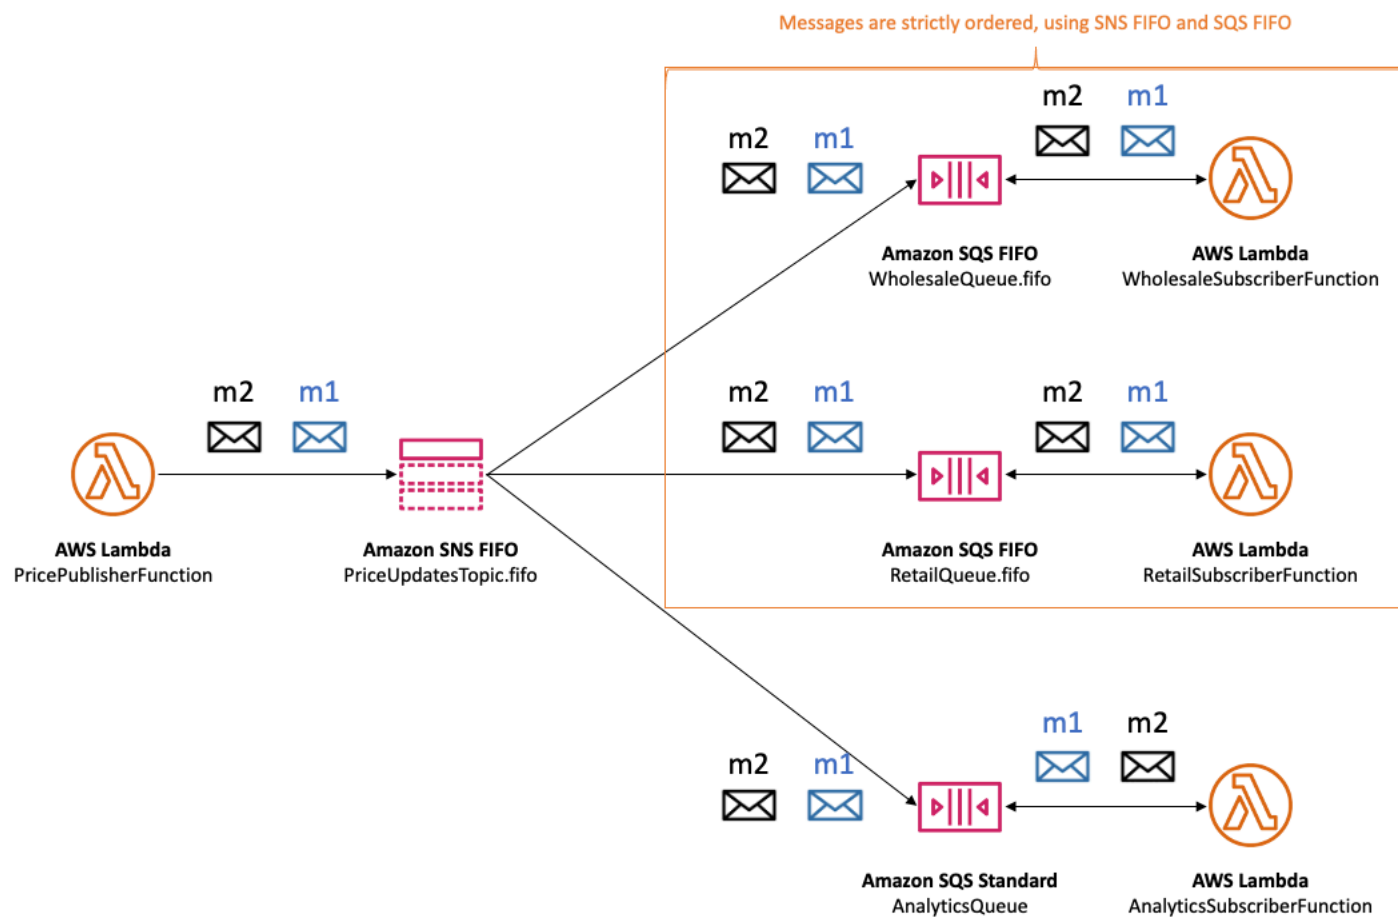 Messages are strictly ordered, using SNS FIFO and SQS FIFO
m2 m1
m2 m1
Amazon SQS FIFO
WholesaleQueue.fifo
AWS Lambda
WholesaleSubscriberFunction
m2 m1
m2 m1
m2 m1
AWS Lambda
PricePublisherFunction
Amazon SNS FIFO
PriceUpdatesTopic.fifo
Amazon SQS FIFO
RetailQueue.fifo
AWS Lambda
RetailSubscriberFunction
m1 m2
m2 m1
Amazon SQS Standard
AnalyticsQueue
AWS Lambda
AnalyticsSubscriberFunction